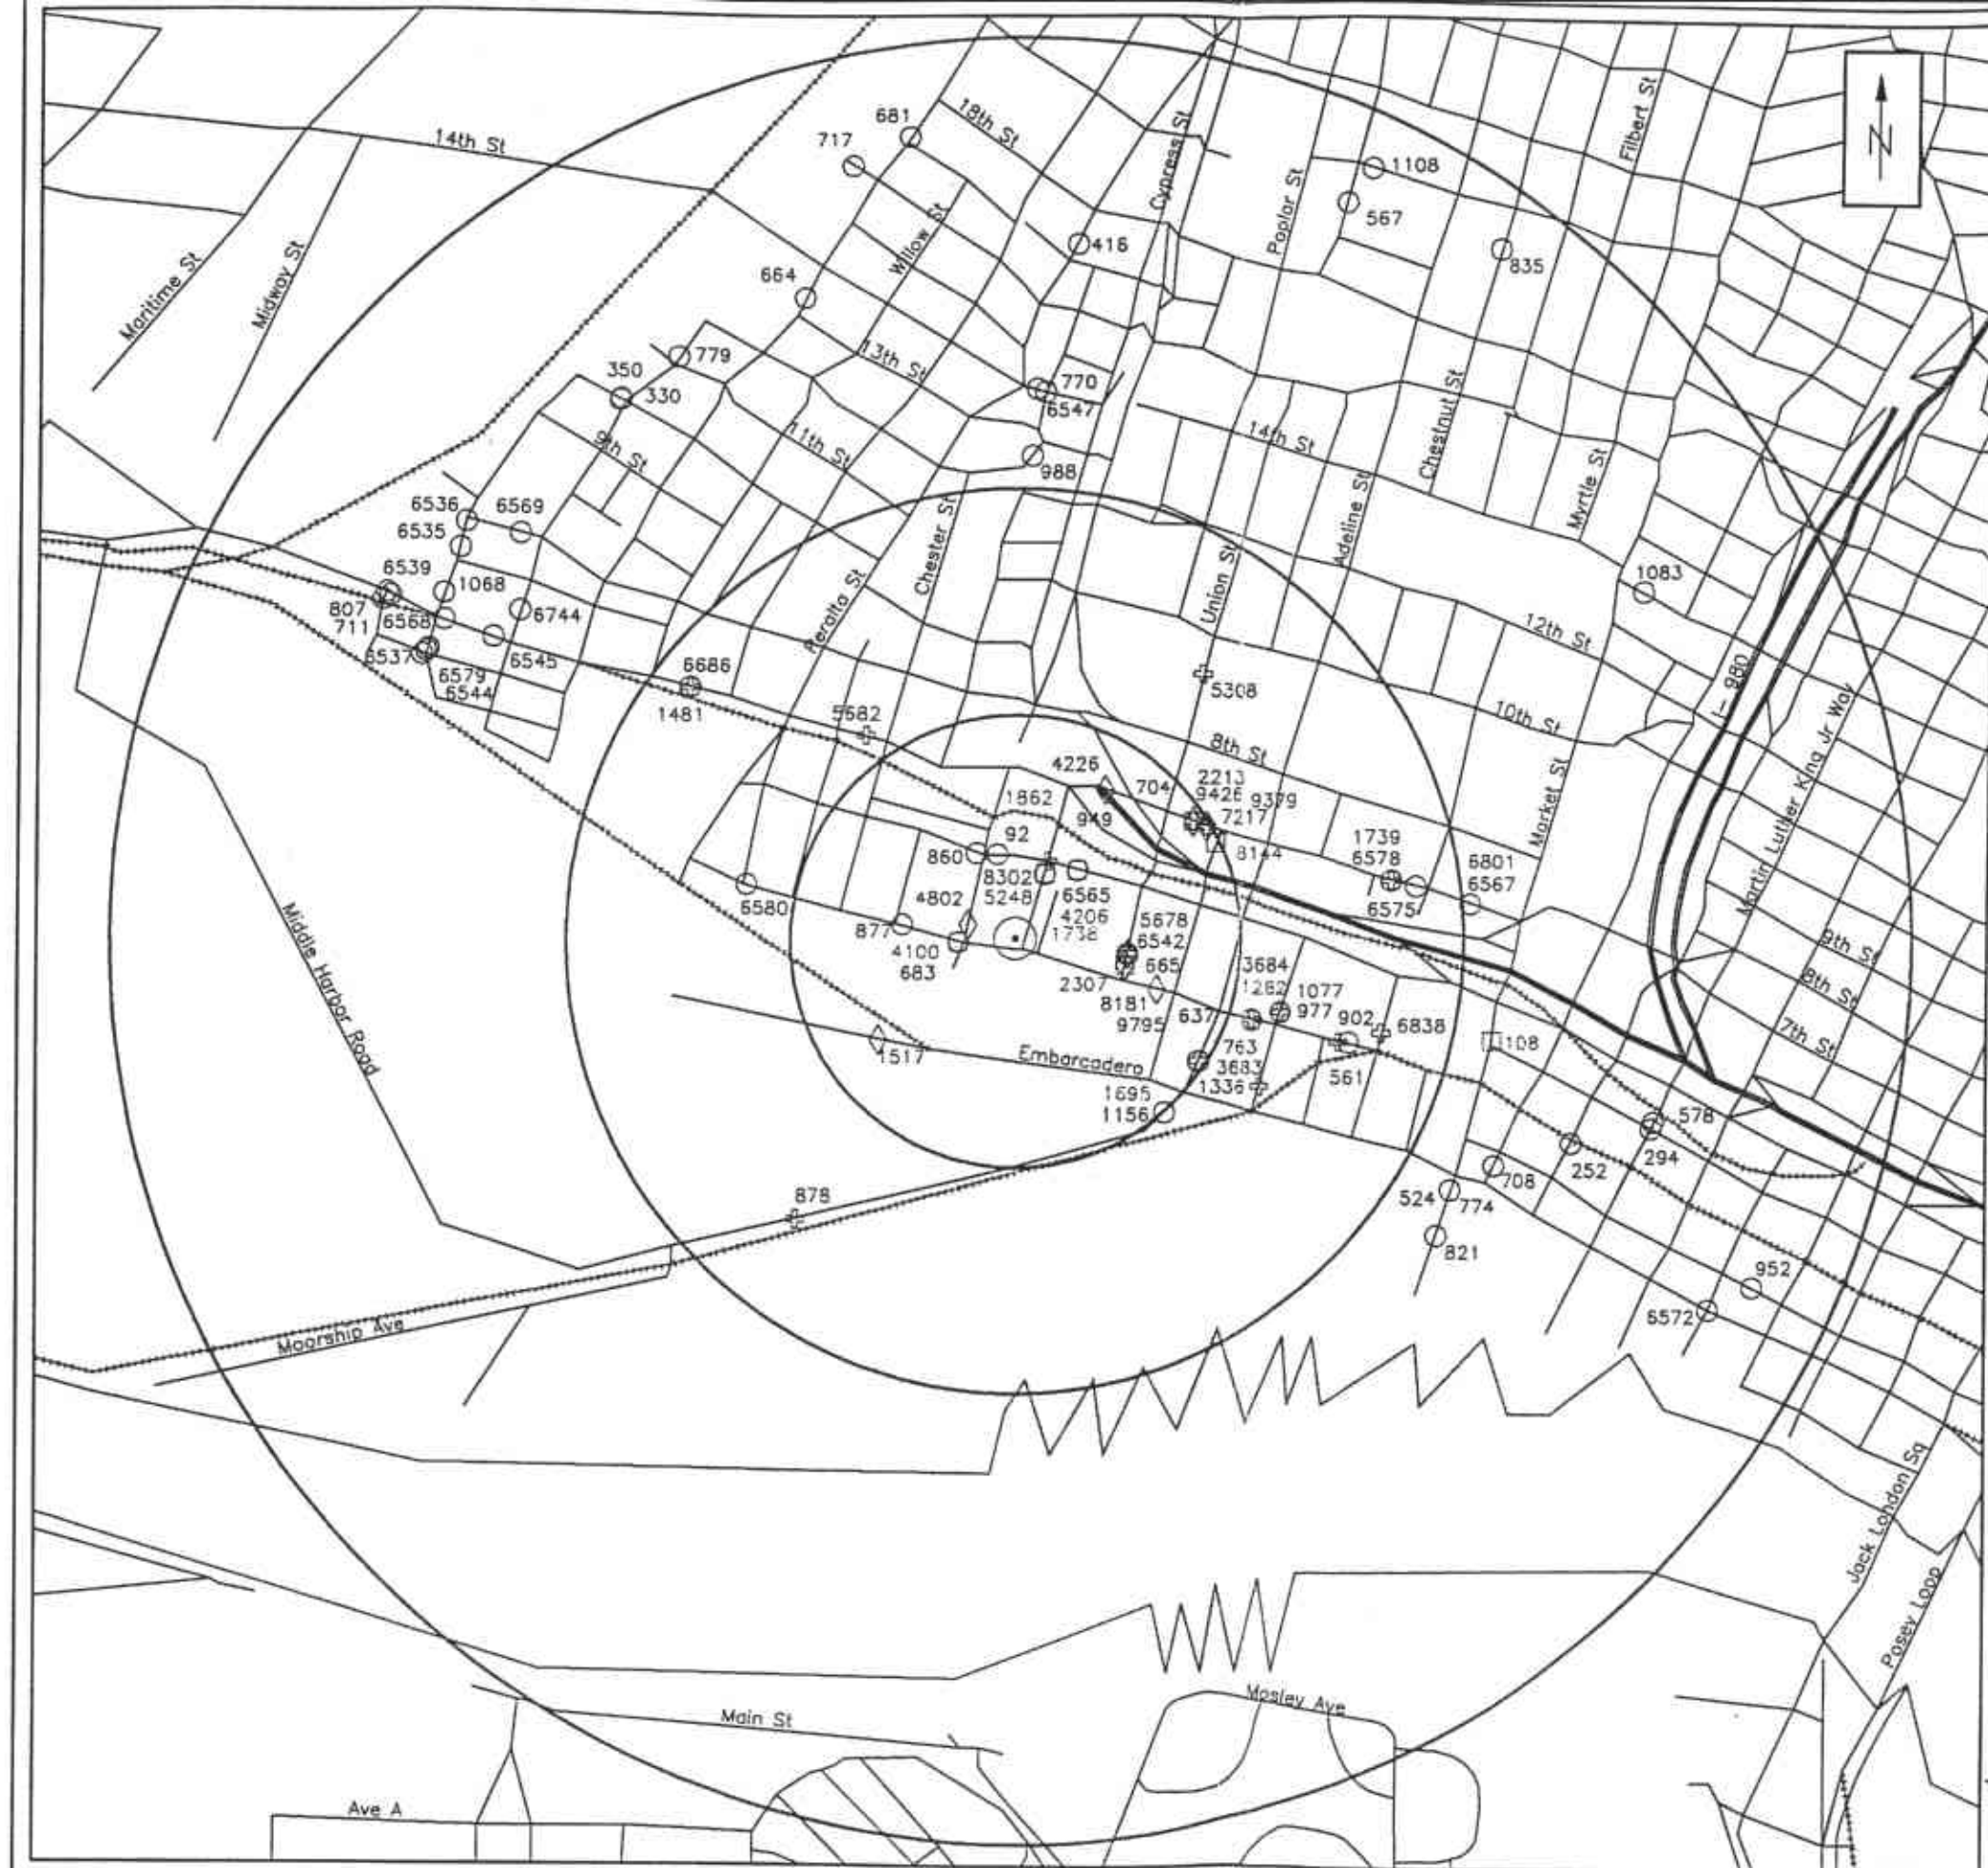 681
18th St
717
14th St
Cypress St
Filbert St
N
1108
567
Poplar St
Willow St
416
835
664
Maritime St
Midway St
779
13th St
350
330
770
6547
9th St
11th St
14th St
988
Chestnut St
Myrtle St
Adeline St
6536
6569
6535
Chester St
Union St
6539
1068
1083
807
711
6568
6744
Peralta St
12th St
6537
6545
6579
6544
6686
1481
5308
I-980
5582
10th St
8th St
Martin Luther King Jr Way
Market St
4226
704
2213
9426
9379
7217
1862
949
92
8144
1739
6578
6801
6567
860
8302
5248
6565
6575
6580
4802
4206
1738
5678
6542
877
4100
683
665
2307
8181
9795
3684
1262
1077
977
637
902
6838
9th St
8th St
7th St
Middle Harbor Road
1517
Embarcadero
763
3683
1336
561
108
1695
1156
578
294
252
708
524
774
878
821
952
6572
Moorship Ave
Jack London Sq
Posey Loop
Main St
Mosley Ave
Ave A